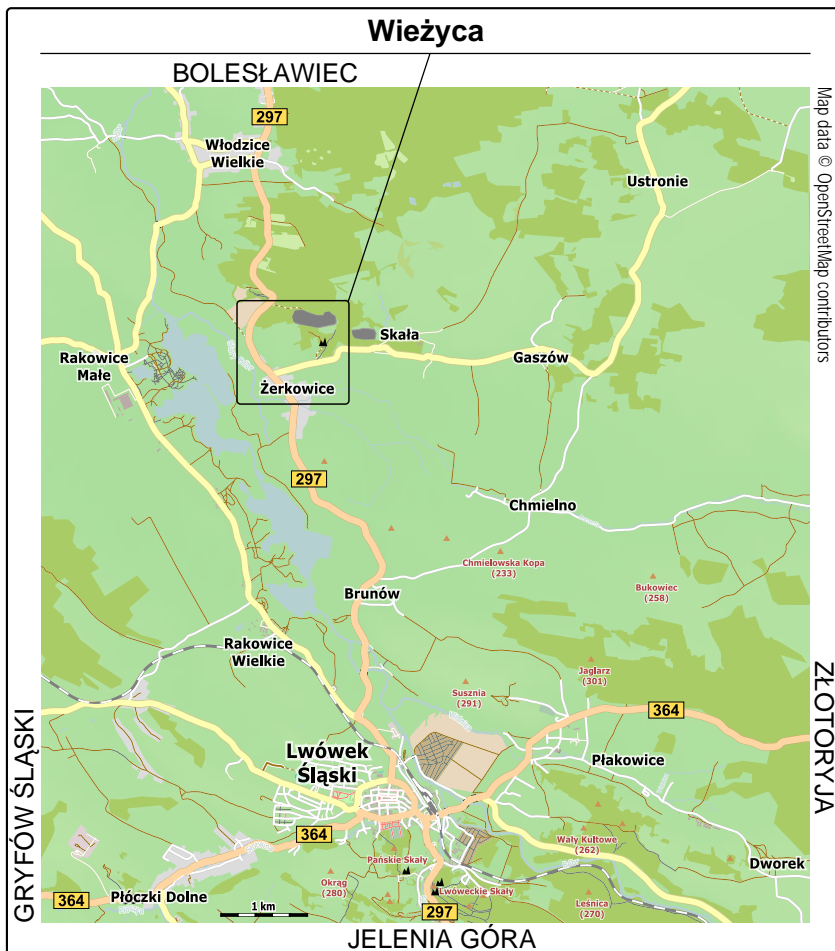 Wieżyca
BOLESŁAWIEC
297
Włodzice
Wielkie
Ustronie
Map data © OpenStreetMap contributors
Skała
Rakowice
Małe
Gaszów
Żerkowice
297
Chmielno
Chmielowska Kopa
(233)
Bukowiec
(258)
Brunów
Rakowice
Wielkie
Jaglarz
(301)
Susznia
(291)
ZŁOTORYJA
364
GRYFÓW ŚLĄSKI
Lwówek
Śląski
Płakowice
364
Wały Kultowe
(262)
Pańskie Skały
Dworek
Okrąg
(280)
Lwóweckie Skały
Leśnica
(270)
364
Płóczki Dolne
1 km
297
JELENIA GÓRA